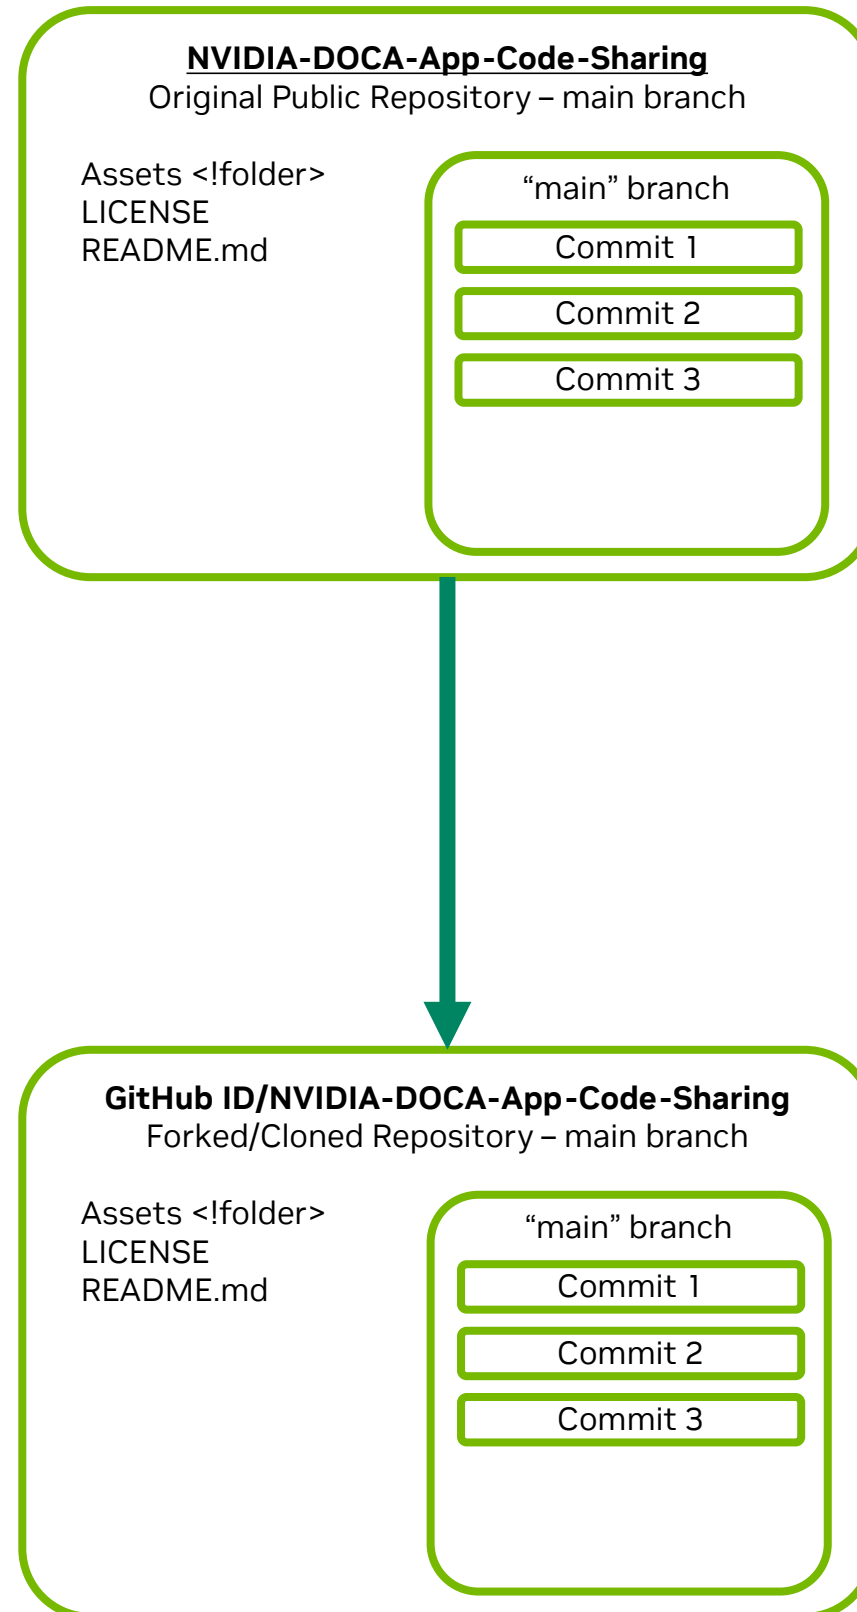 NVIDIA-DOCA-App-Code-Sharing
Original Public Repository – main branch
Assets <!folder>
LICENSE
README.md
“main” branch
Commit 1
Commit 2
Commit 3
GitHub ID/NVIDIA-DOCA-App-Code-Sharing
Forked/Cloned Repository – main branch
Assets <!folder>
LICENSE
README.md
“main” branch
Commit 1
Commit 2
Commit 3